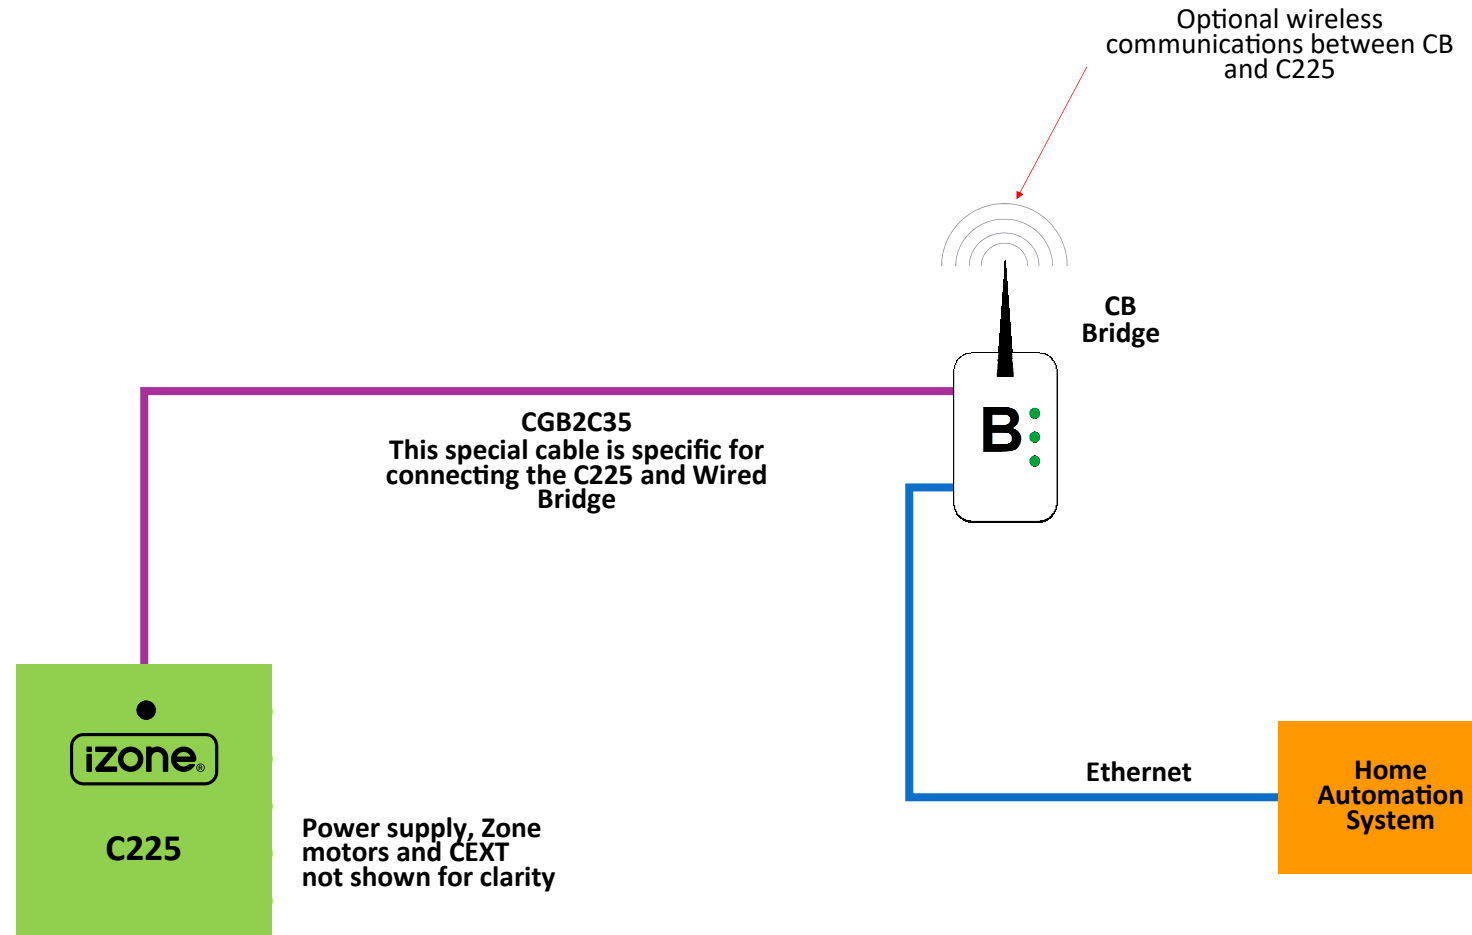 Optional wireless
communications between CB
and C225
CB
Bridge
B
CGB2C35
This special cable is specific for
connecting the C225 and Wired
Bridge
izone®
C225
Power supply, Zone
motors and CEXT
not shown for clarity
Ethernet
Home
Automation
System